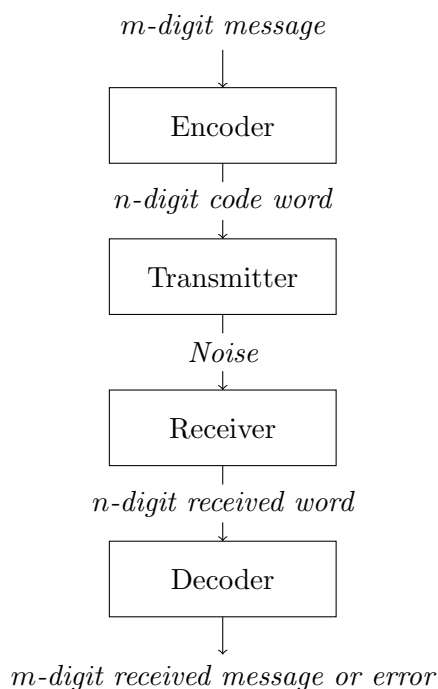 m-digit message
Encoder
n-digit code word
Transmitter
Noise
Receiver
n-digit received word
Decoder
m-digit received message or error